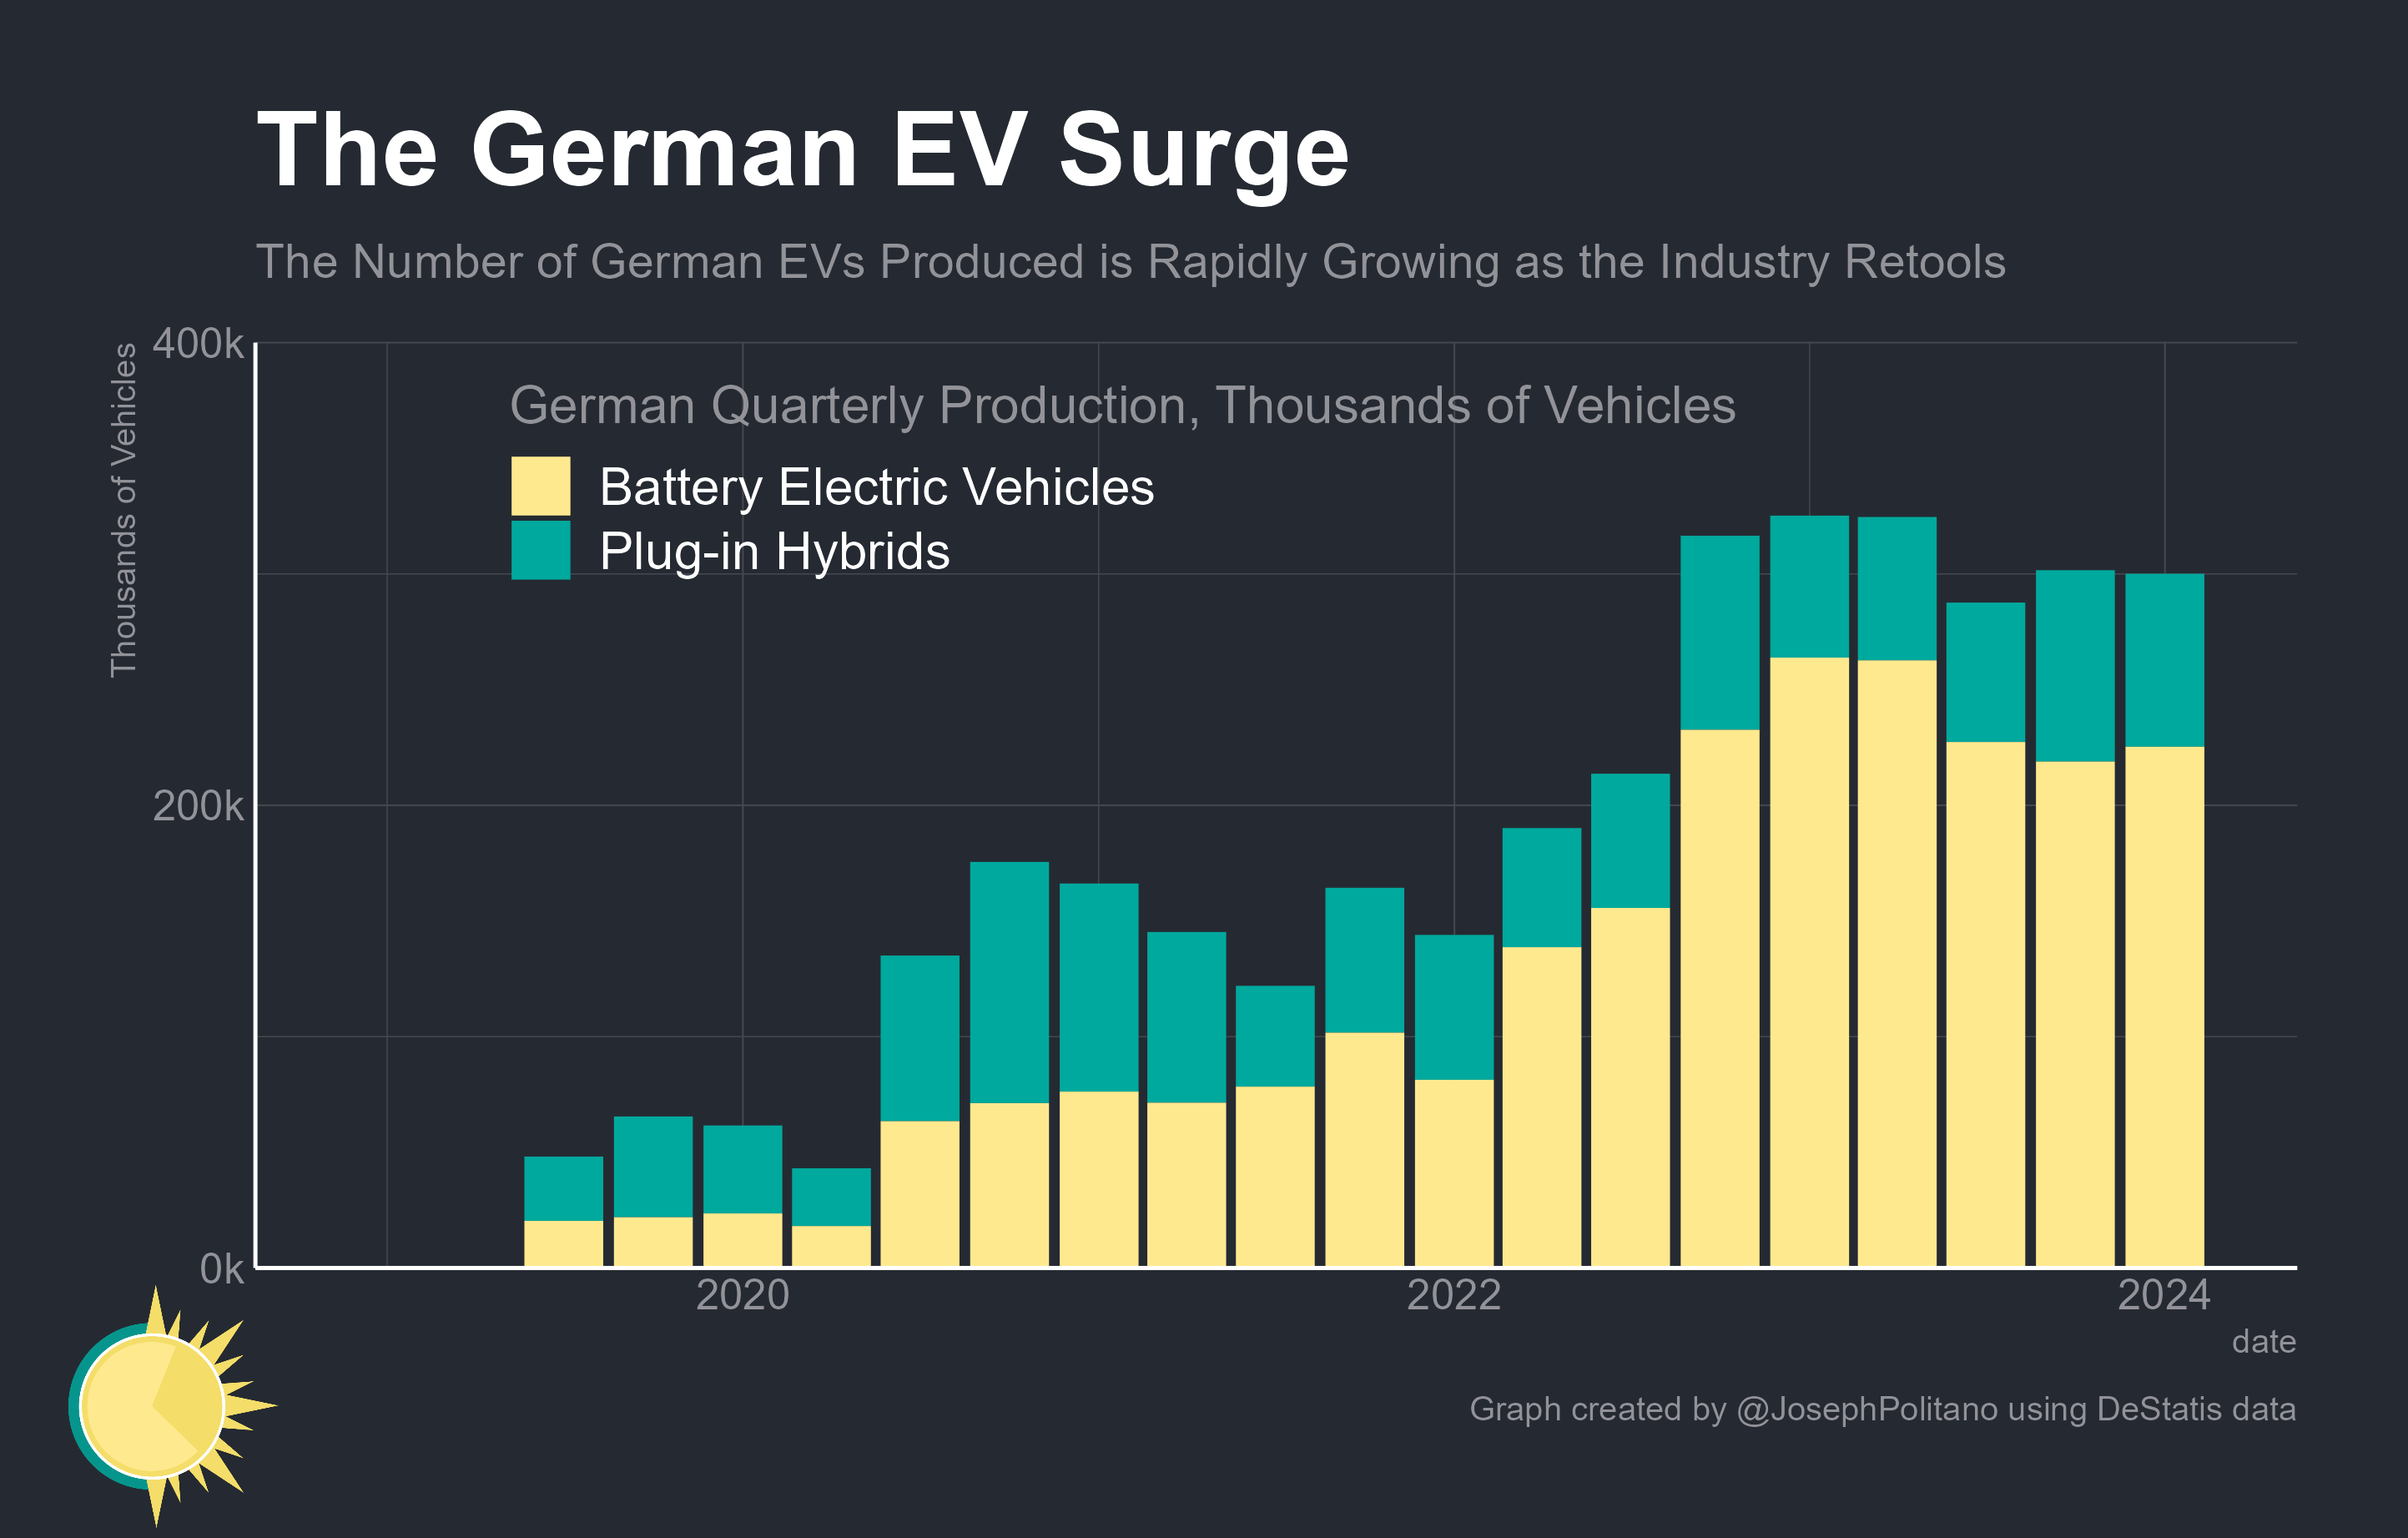 The German EV Surge
The Number of German EVs Produced is Rapidly Growing as the Industry Retools
Thousands of Vehicles
400k
200k
0k
German Quarterly Production, Thousands of Vehicles
Battery Electric Vehicles
Plug-in Hybrids
2020
2022
2024
date
Graph created by @JosephPolitano using DeStatis data